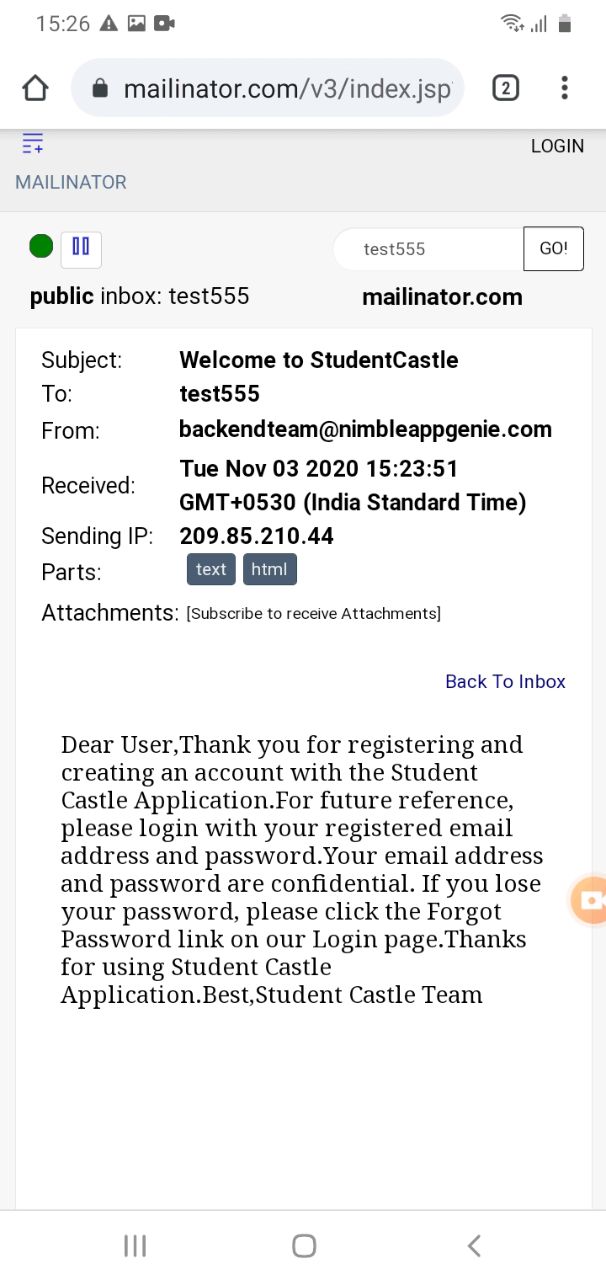 15:26
2
mailinator.com/v3/index.jsp
LOGIN
MAILINATOR
test555
GO!
public inbox: test555
mailinator.com
Subject: Welcome to StudentCastle
To: test555
From: backendteam@nimbleappgenie.com
Received: Tue Nov 03 2020 15:23:51
GMT+0530 (India Standard Time)
Sending IP: 209.85.210.44
Parts: text html
Attachments: [Subscribe to receive Attachments]
Back To Inbox
Dear User,Thank you for registering and
creating an account with the Student
Castle Application.For future reference,
please login with your registered email
address and password.Your email address
and password are confidential. If you lose
your password, please click the Forgot
Password link on our Login page.Thanks
for using Student Castle
Application.Best,Student Castle Team